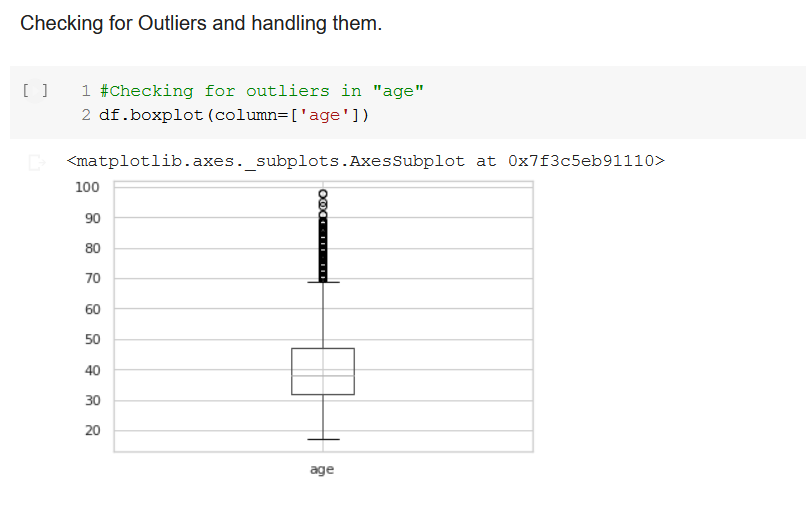 Checking for Outliers and handling them.
[ ] 1 #Checking for outliers in "age"
2 df.boxplot(column=['age'])
<matplotlib.axes._subplots.AxesSubplot at 0x7f3c5eb91110>
100
90
80
70
60
50
40
30
20
age